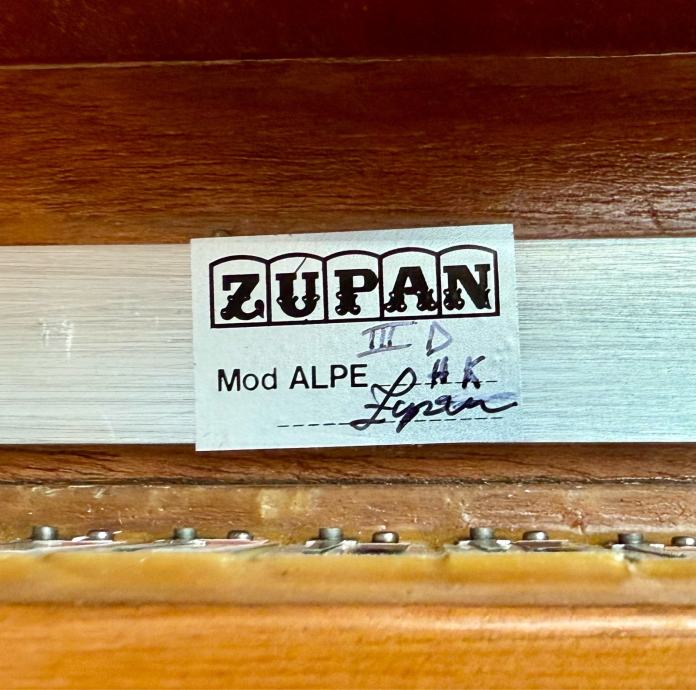 ZUPAN
III D
Mod ALPE HK
Zupan